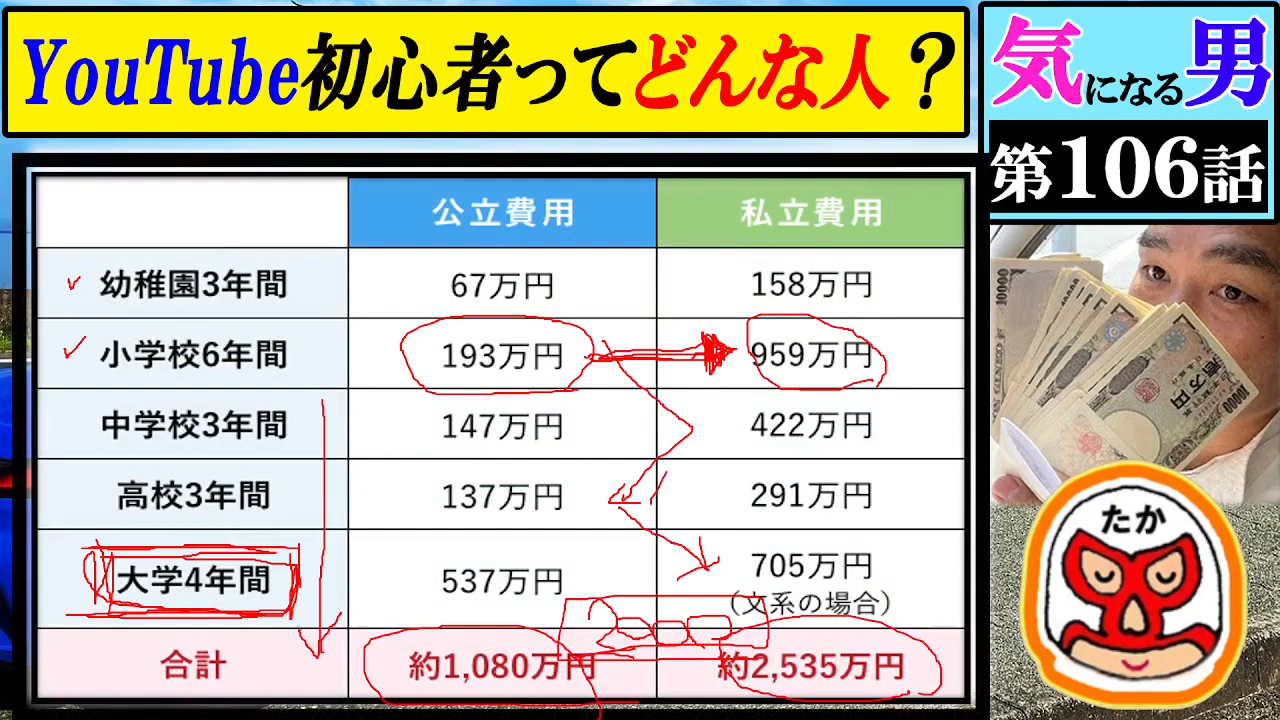 YouTube初心者ってどんな人？
気になる男
第106話
公立費用 私立費用
幼稚園3年間 67万円 158万円
小学校6年間 193万円 959万円
中学校3年間 147万円 422万円
高校3年間 137万円 291万円
大学4年間 537万円 705万円
（文系の場合）
合計 約1,080万円 約2,535万円
2000
10000
10000
壱万円
たか